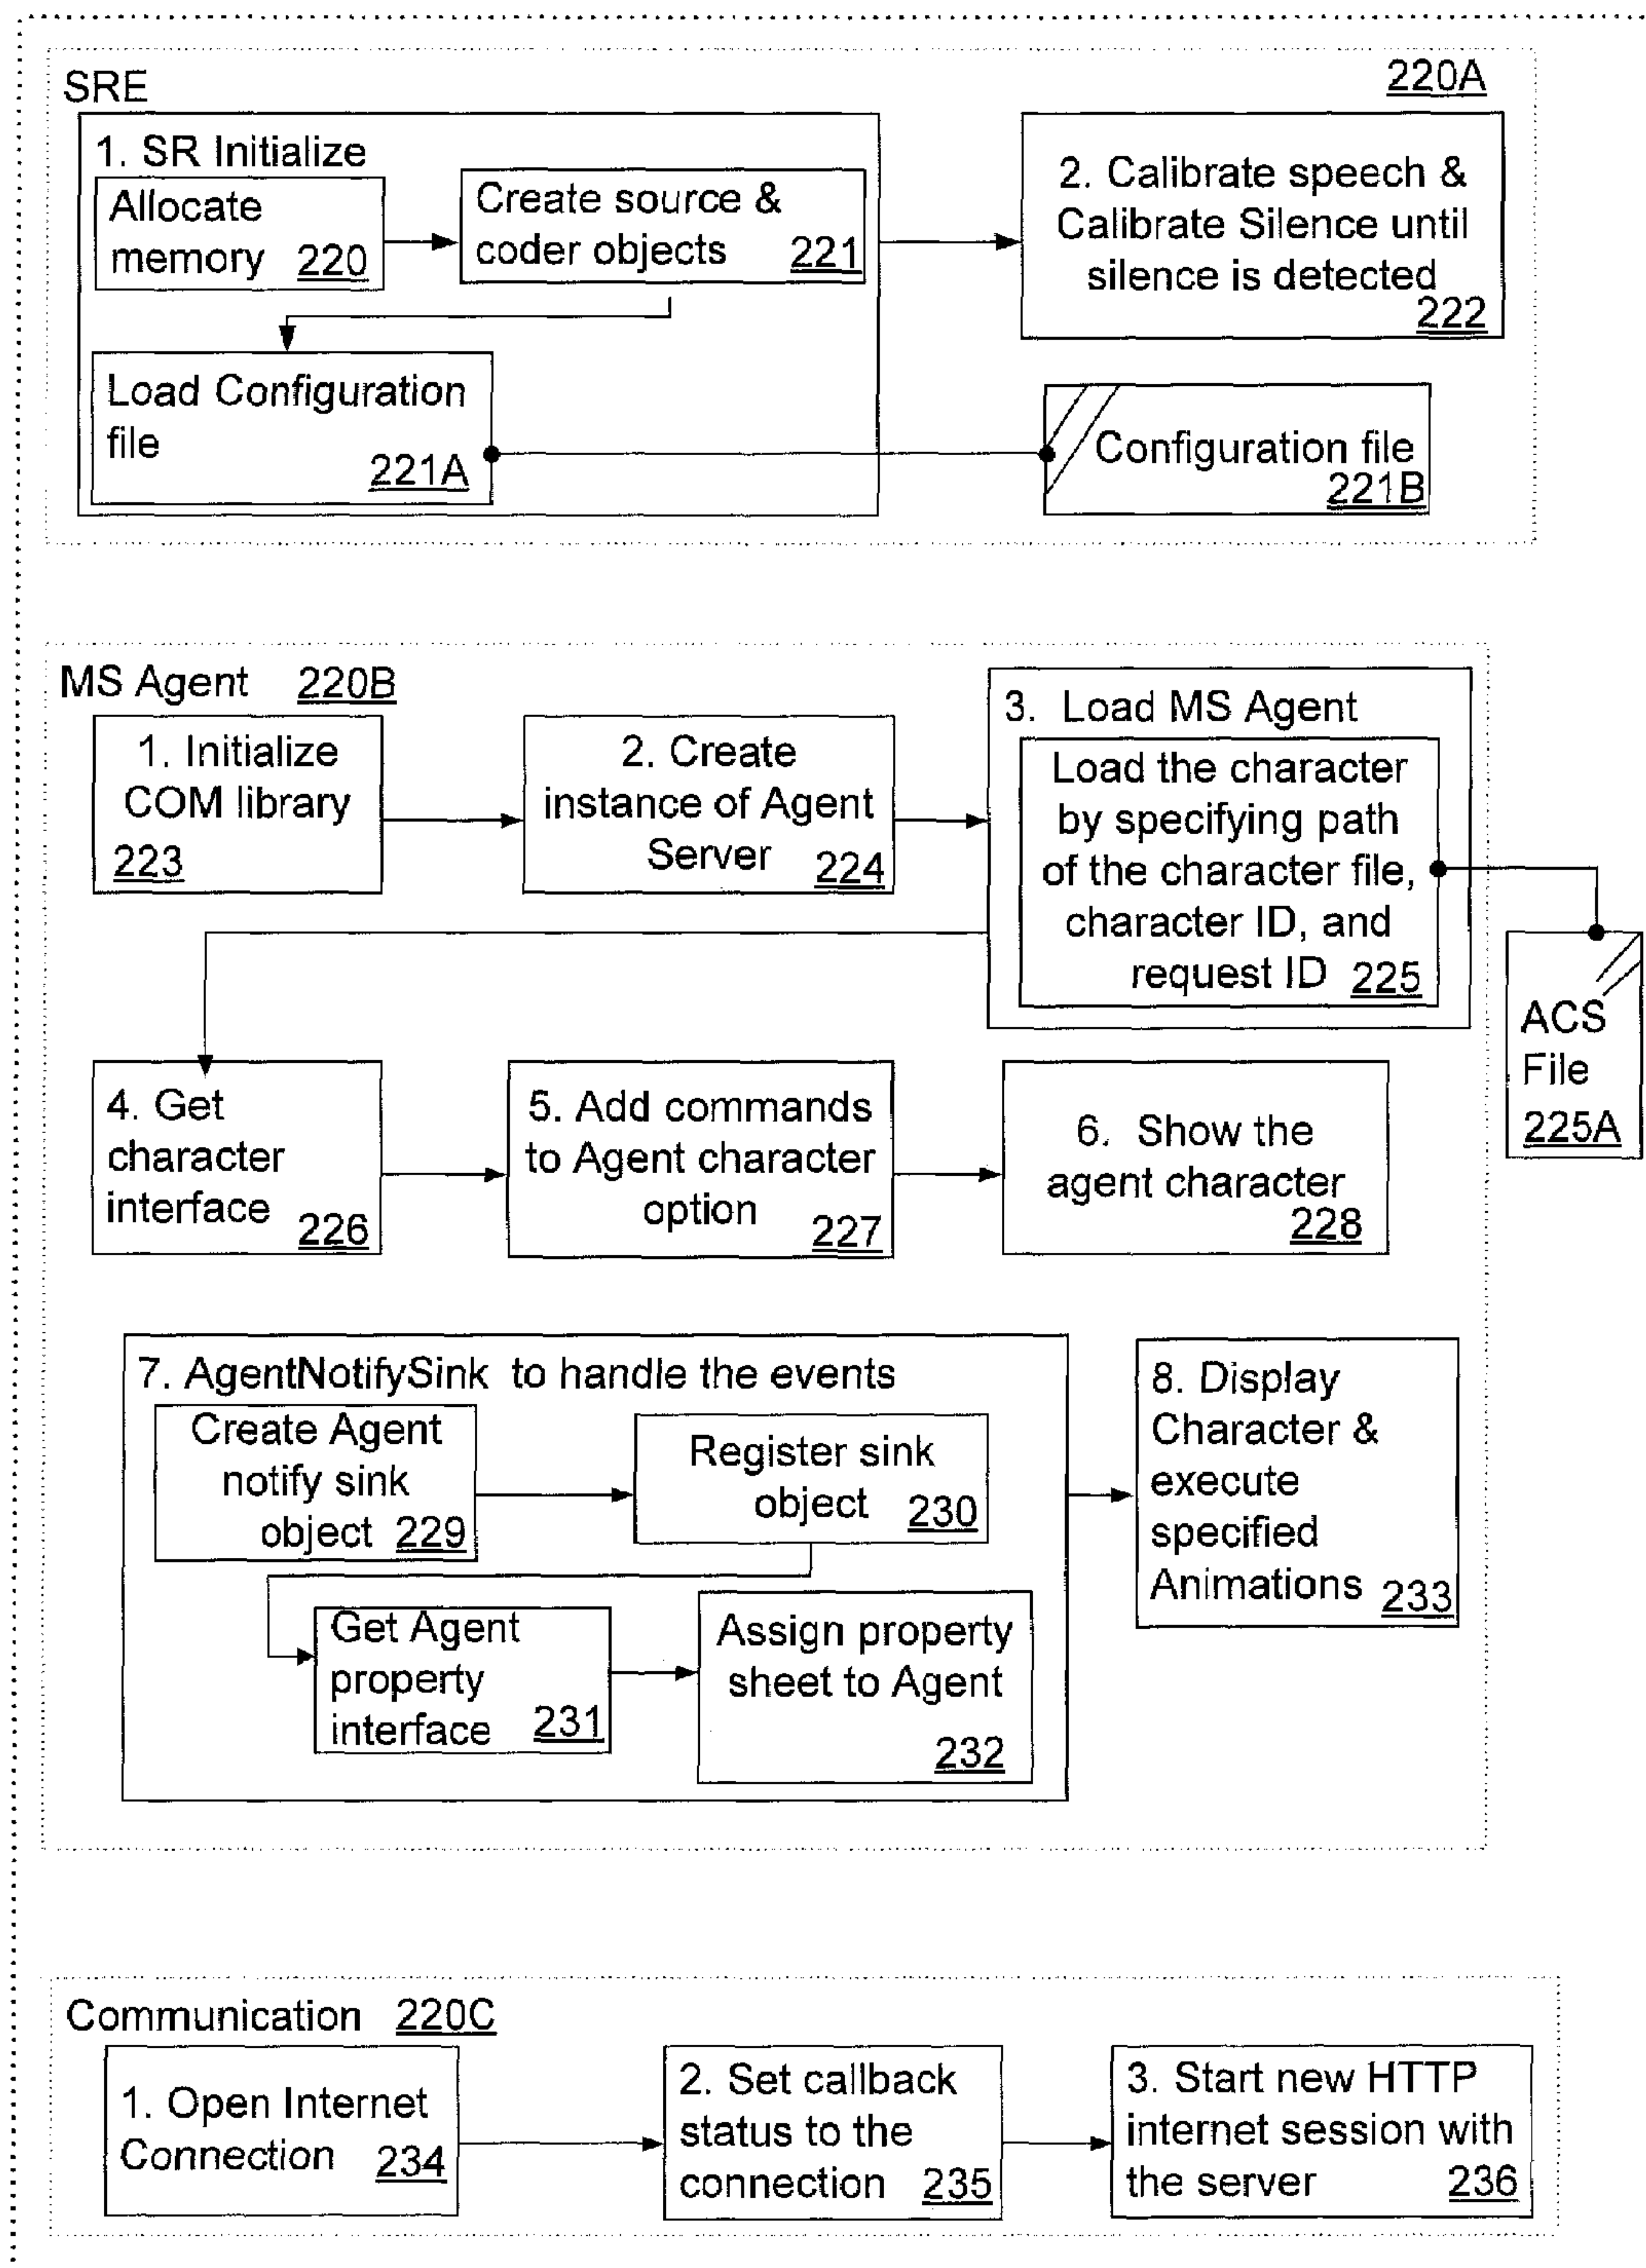 SRE
220A
1. SR Initialize
Allocate
memory 220
Create source &
coder objects 221
2. Calibrate speech &
Calibrate Silence until
silence is detected
222
Load Configuration
file
221A
Configuration file
221B
MS Agent 220B
1. Initialize
COM library
223
2. Create
instance of Agent
Server 224
3. Load MS Agent
Load the character
by specifying path
of the character file,
character ID, and
request ID 225
ACS
File
225A
4. Get
character
interface 226
5. Add commands
to Agent character
option 227
6. Show the
agent character
228
7. AgentNotifySink to handle the events
Create Agent
notify sink
object 229
Register sink
object 230
Get Agent
property
interface 231
Assign property
sheet to Agent
232
8. Display
Character &
execute
specified
Animations 233
Communication 220C
1. Open Internet
Connection 234
2. Set callback
status to the
connection 235
3. Start new HTTP
internet session with
the server 236